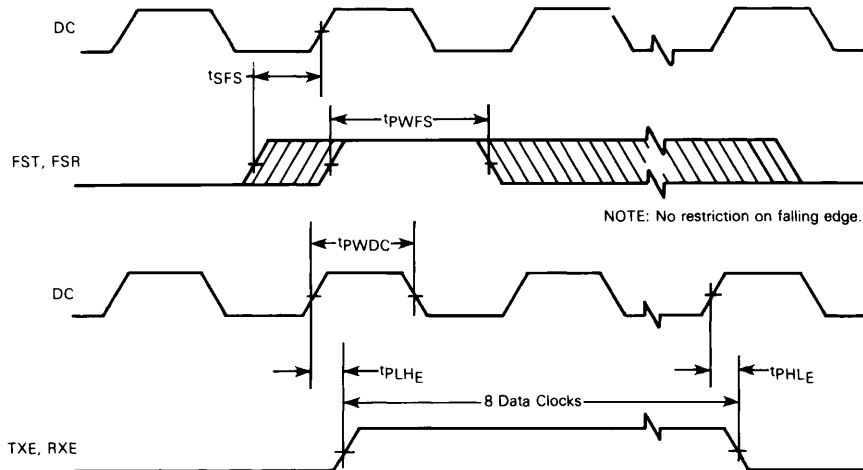 DC
tSFS
tPWFS
FST, FSR
NOTE: No restriction on falling edge.
tPWDC
DC
tPLHE
tPHLE
8 Data Clocks
TXE, RXE